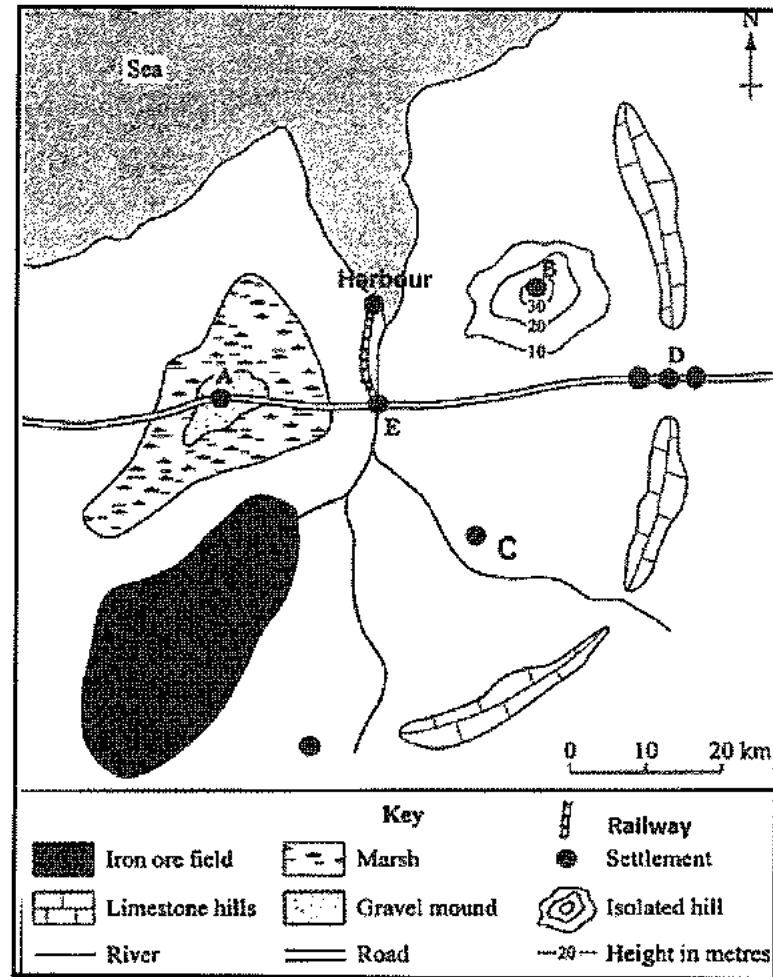 N
Sea
Harbour
B
30
20
10
A
D
E
C
0 10 20 km
Key
Iron ore field
Marsh
Railway
Settlement
Limestone hills
Gravel mound
Isolated hill
River
Road
20 Height in metres